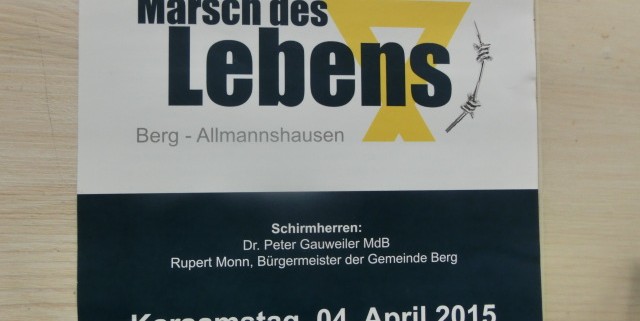 Marsch des
Lebens
Berg - Allmannshausen
Schirmherren:
Dr. Peter Gauweiler MdB
Rupert Monn, Bürgermeister der Gemeinde Berg
Karsamstag, 04. April 2015